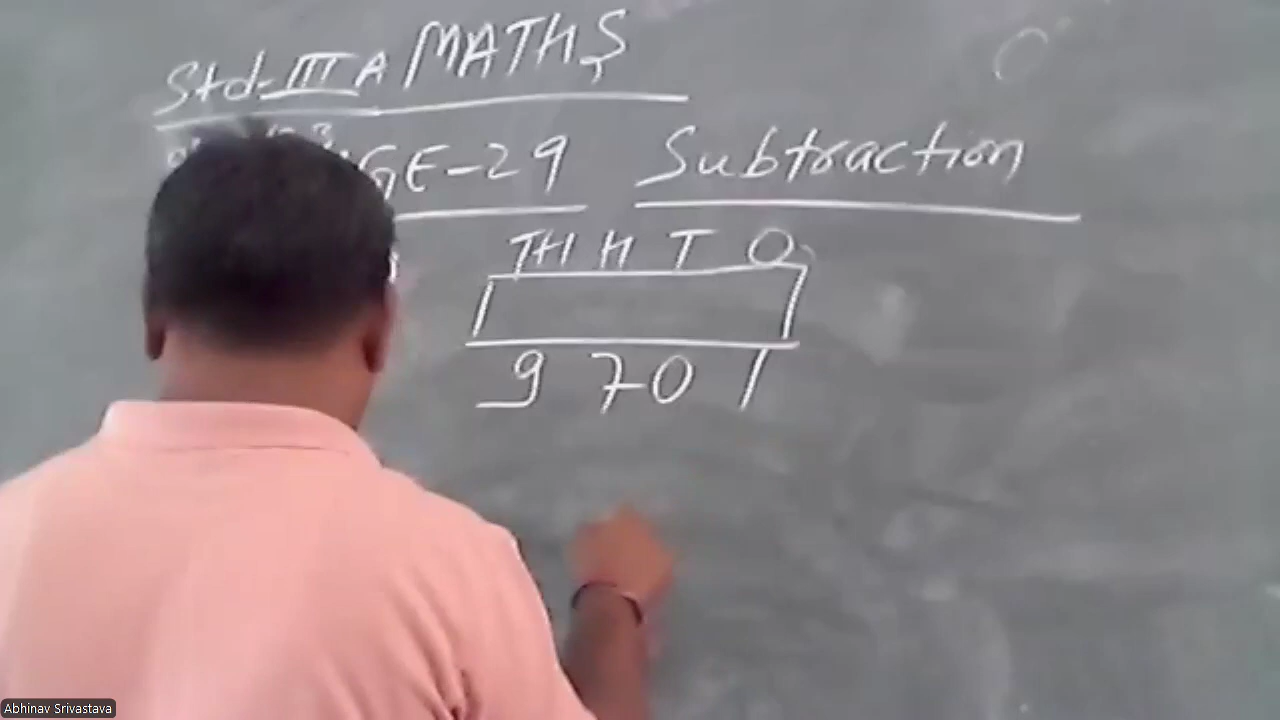 Std-III A MATHS
GE-29 Subtraction
TH H T O
9 7 0 1
Abhinav Srivastava